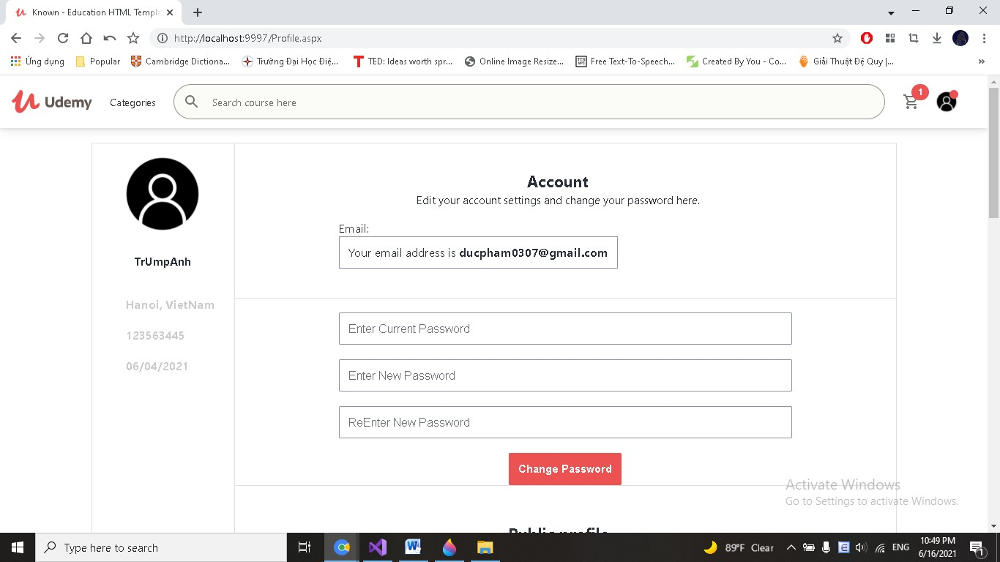 Known - Education HTML Templa
http://localhost:9997/Profile.aspx
Ứng dụng Popular Cambridge Dictiona... Trường Đại Học Điệ... TED: Ideas worth spr... Online Image Resize... Free Text-To-Speech... Created By You - Co... Giải Thuật Đệ Quy |... »
Udemy Categories Search course here 1
Account
Edit your account settings and change your password here.
Email:
Your email address is ducpham0307@gmail.com
TrUmpAnh
Hanoi, VietNam
123563445
06/04/2021
Enter Current Password
Enter New Password
ReEnter New Password
Change Password
Activate Windows
Go to Settings to activate Windows.
Public profile
Type here to search 89°F Clear ENG 10:49 PM
6/16/2021 1